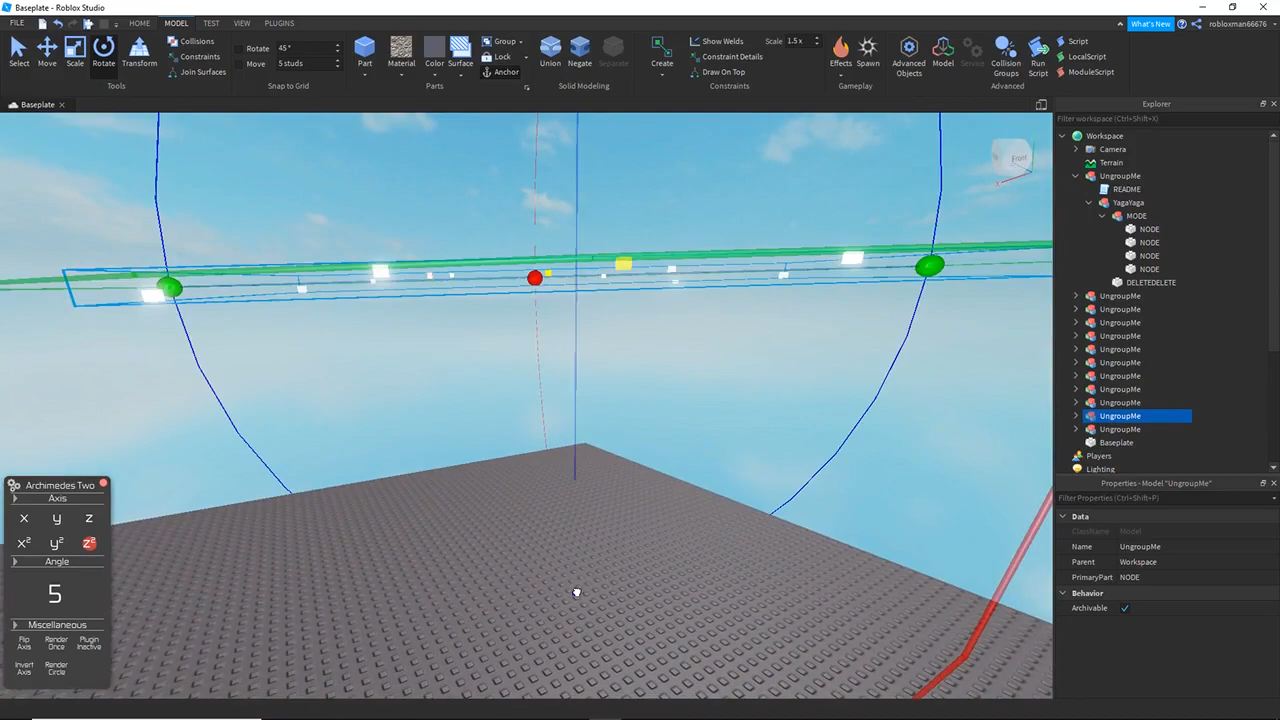 Baseplate - Roblox Studio
FILE HOME MODEL TEST VIEW PLUGINS What's New robloxman66676
Select Move Scale Rotate Transform
Collisions
Constraints
Join Surfaces
Tools
Rotate 45°
Move 5 studs
Snap to Grid
Part Material Color Surface
Group
Lock
Anchor
Parts
Union Negate Separate
Solid Modeling
Create
Show Welds
Constraint Details
Draw On Top
Scale 1.5 x
Constraints
Effects Spawn
Gameplay
Advanced Objects
Model
Service
Collision Groups
Run Script
Script
LocalScript
ModuleScript
Advanced
Baseplate
Front
Explorer
Filter workspace (Ctrl+Shift+X)
Workspace
Camera
Terrain
UngroupMe
README
YagaYaga
MODE
NODE
NODE
NODE
NODE
DELETEDELETE
UngroupMe
UngroupMe
UngroupMe
UngroupMe
UngroupMe
UngroupMe
UngroupMe
UngroupMe
UngroupMe
UngroupMe
UngroupMe
Baseplate
Players
Lighting
Properties - Model "UngroupMe"
Filter Properties (Ctrl+Shift+P)
Data
ClassName Model
Name UngroupMe
Parent Workspace
PrimaryPart NODE
Behavior
Archivable
Archimedes Two
Axis
x y z
x² y² z²
Angle
5
Miscellaneous
Flip Axis
Render Once
Plugin Inactive
Invert Axis
Render Circle